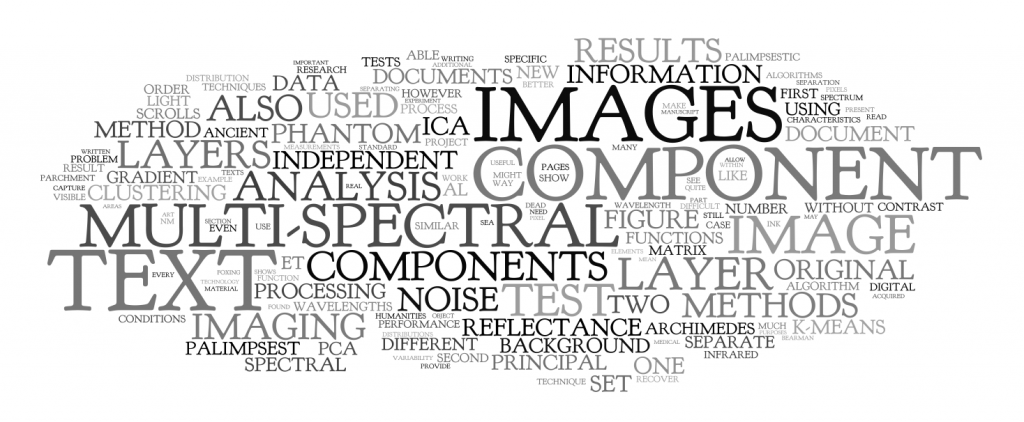 RESULTS PALIMPSESTIC
ABLE WRITING SPECIFIC
TESTS ADDITIONAL
IMPORTANT
DISTRIBUTION RESEARCH DOCUMENTS NEW INFORMATION ALGORITHMS
TECHNIQUES DATA SEPARATING BETTER SEPARATION
ORDER HOWEVER IMAGES FIRST PIXELS
LIGHT ALSO USED EXPERIMENT PROCESS MAKE USING SPECTRUM
SCROLLS MANUSCRIPT CHARACTERISTICS PRESENT READ
METHOD ANCIENT PHANTOM ICA DOCUMENT
PROJECT
WRITTEN LAYERS MEASUREMENTS STANDARD MANY COMPONENT
PROBLEM INDEPENDENT USEFUL PAGES ALLOW
RESULT TEXTS MIGHT SHOW WITHIN LIKE
PARCHMENT GRADIENT EXAMPLE ANALYSIS REAL WORK WAY SEE
CAPTURE CLUSTERING AL QUITE
VISIBLE PART
AREAS ART MULTI-SPECTRAL DEAD WAVELENGTH DIFFICULT NUMBER WITHOUT CONTRAST
NM SECTION USE SIMILAR SEA NEED FIGURE STILL INK MAY
EVEN PIXEL CASE IMAGE
FUNCTIONS
TEXT EVERY POXING ET SHOWS COMPONENTS ELEMENTS MATRIX
TECHNOLOGY FUNCTION MEAN LAYER ORIGINAL
MATERIAL PROCESSING ALGORITHM DIGITAL
FOUND WAVELENGTHS NOISE TEST TWO METHODS ACQUIRED
CONDITIONS IMAGING HUMANITIES OBJECT REFLECTANCE ARCHIMEDES MUCH K-MEANS
PERFORMANCE PURPOSES
DISTRIBUTIONS BEARMAN
PALIMPSEST PCA DIFFERENT BACKGROUND MEDICAL SEPARATE
SPECTRAL VARIABILITY SECOND PRINCIPAL ONE INFRARED
PROVIDE
TECHNIQUE SET RECOVER